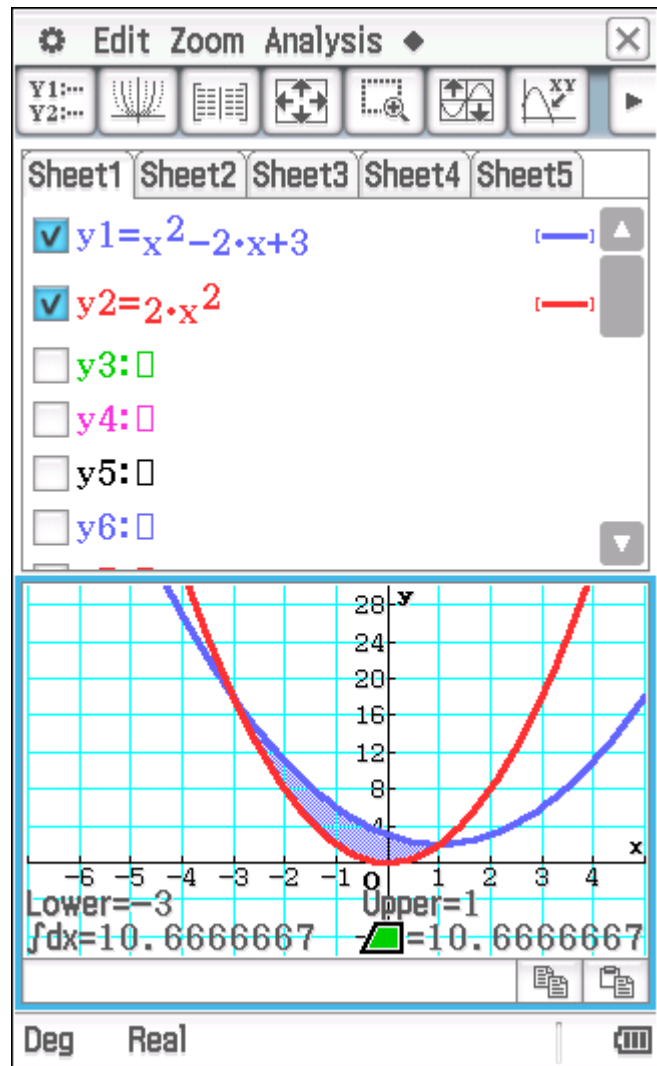 Edit Zoom Analysis ◆
Y1:… Y2:… XY
Sheet1 Sheet2 Sheet3 Sheet4 Sheet5
y1=x²−2·x+3
y2=2·x²
y3:□
y4:□
y5:□
y6:□
y
28
24
20
16
12
8
4
x
−6 −5 −4 −3 −2 −1 0 1 2 3 4
Lower=−3 Upper=1
∫dx=10.6666667 =10.6666667
Deg Real